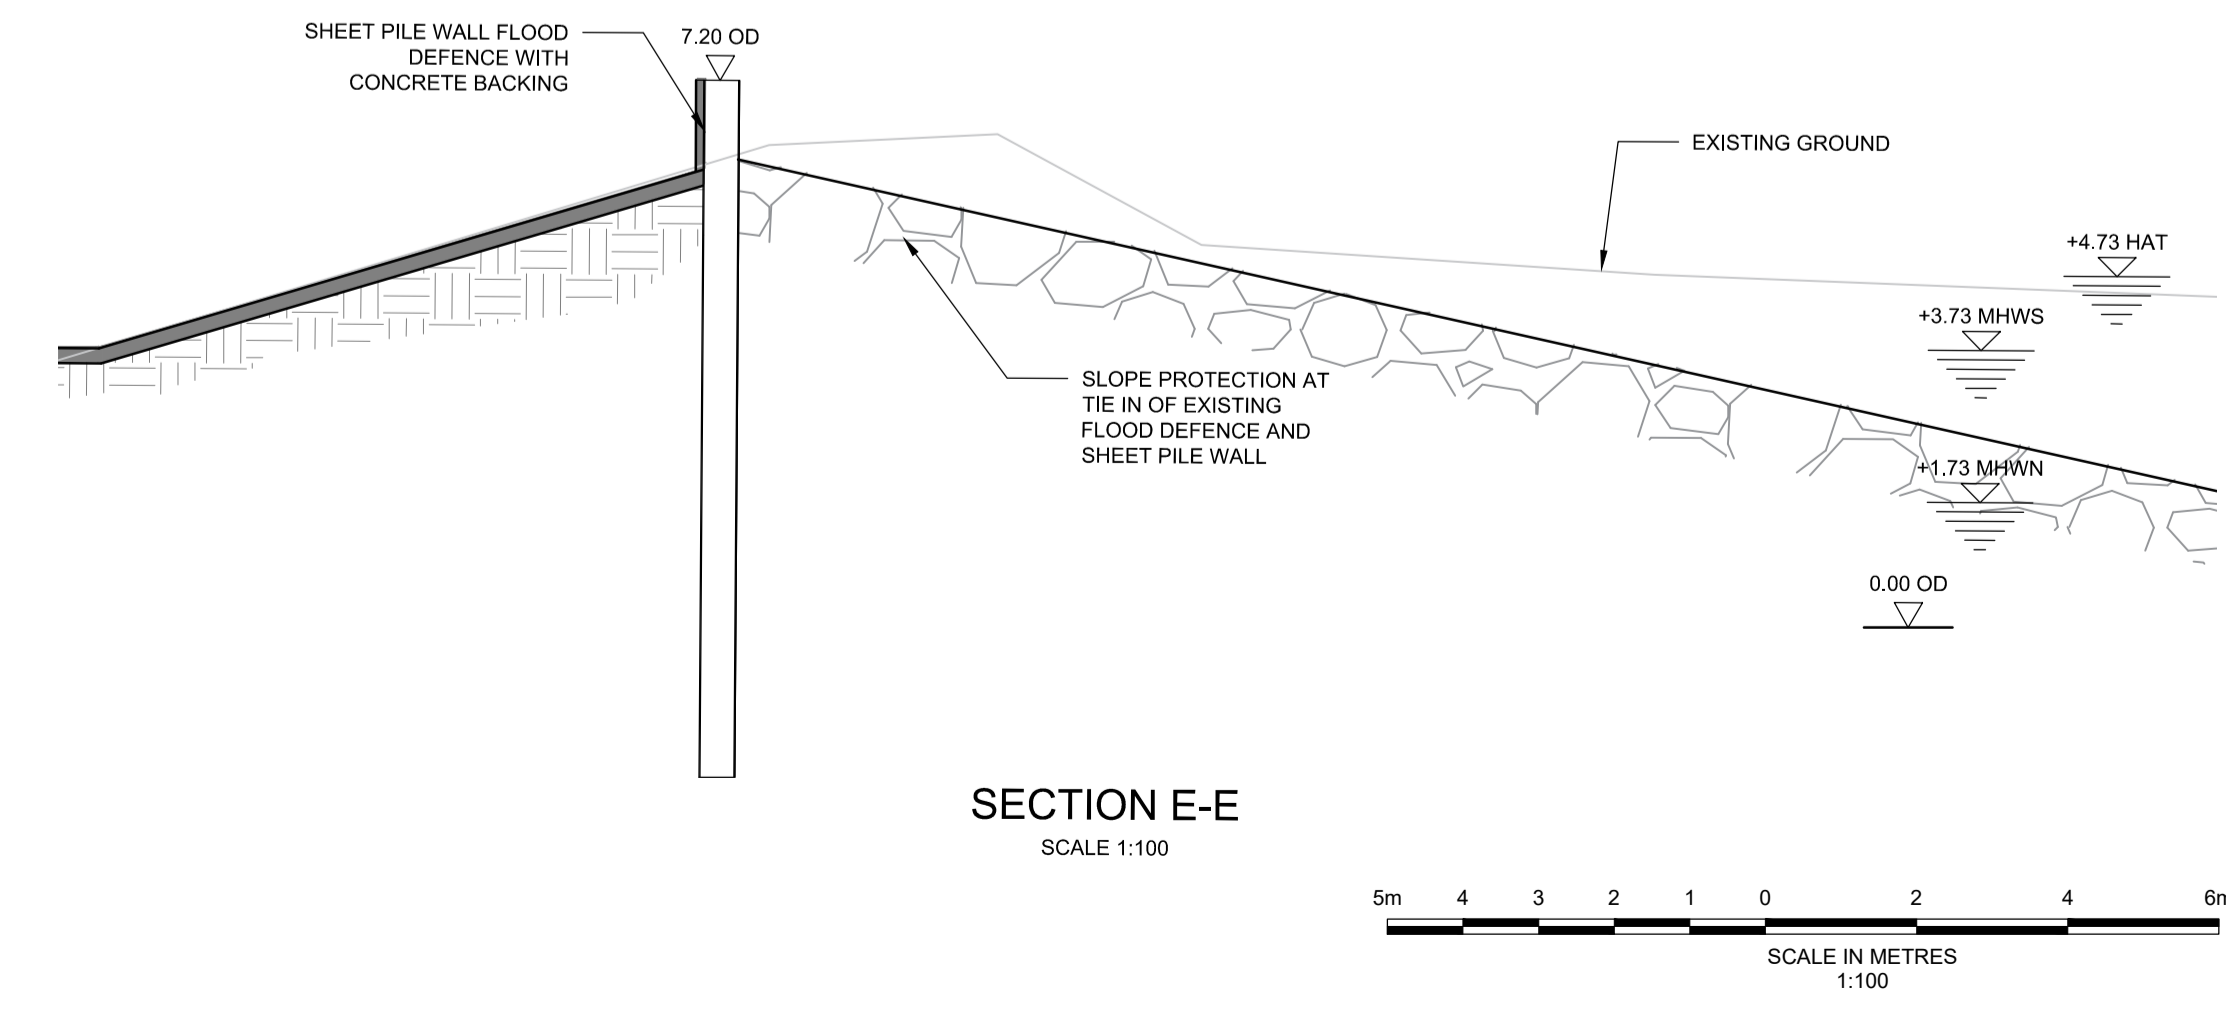 SHEET PILE WALL FLOOD
DEFENCE WITH
CONCRETE BACKING
7.20 OD
EXISTING GROUND
+4.73 HAT
+3.73 MHWS
SLOPE PROTECTION AT
TIE IN OF EXISTING
FLOOD DEFENCE AND
SHEET PILE WALL
+1.73 MHWN
0.00 OD
SECTION E-E
SCALE 1:100
5m 4 3 2 1 0 2 4 6m
SCALE IN METRES
1:100